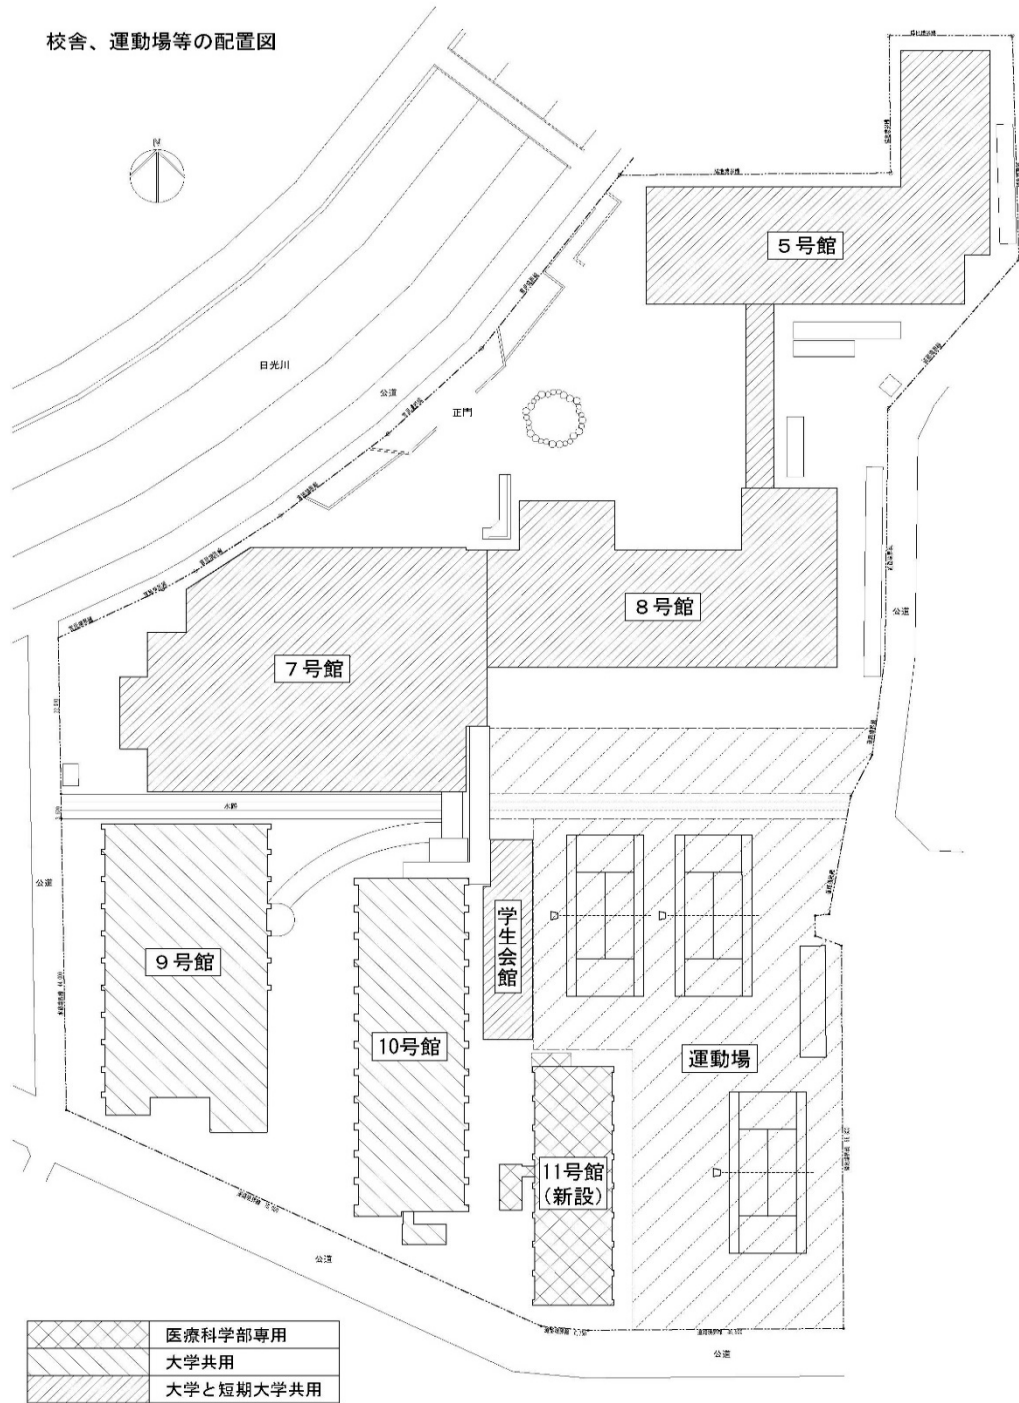 校舎、運動場等の配置図
N
5号館
日光川
公道
正門
8号館
公道
7号館
水路
公道
学生会館
9号館
10号館
運動場
11号館
(新設)
公道
公道
医療科学部専用
大学共用
大学と短期大学共用